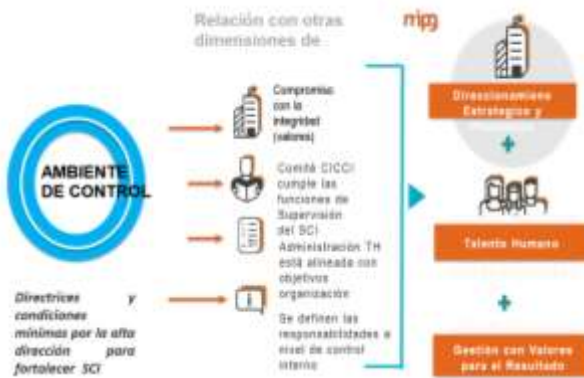 Relación con otras
dimensiones de
mipg
AMBIENTE
DE CONTROL
Directrices y
condiciones
mínimas por la alta
dirección para
fortalecer SCI
Compromiso
con la
integridad
(valores)
Comité CICCI
cumple las
funciones de
Supervisión
del SCI
Administración TH
está alineada con
objetivos
organización
Se definen las
responsabilidades a
nivel de control
interno
Direccionamiento
Estratégico y
+
Talento Humano
+
Gestión con Valores
para el Resultado